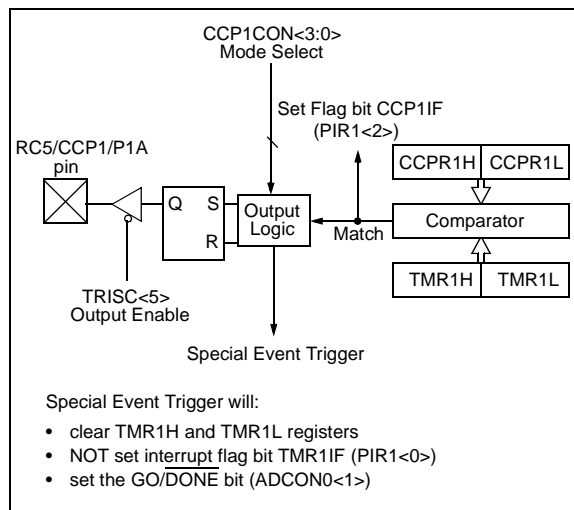 CCP1CON<3:0>
Mode Select
Set Flag bit CCP1IF
(PIR1<2>)
RC5/CCP1/P1A
pin
CCPR1H CCPR1L
Q S
R
Output
Logic
Match
Comparator
TRISC<5>
Output Enable
TMR1H TMR1L
Special Event Trigger
Special Event Trigger will:
• clear TMR1H and TMR1L registers
• NOT set interrupt flag bit TMR1IF (PIR1<0>)
• set the GO/DONE bit (ADCON0<1>)